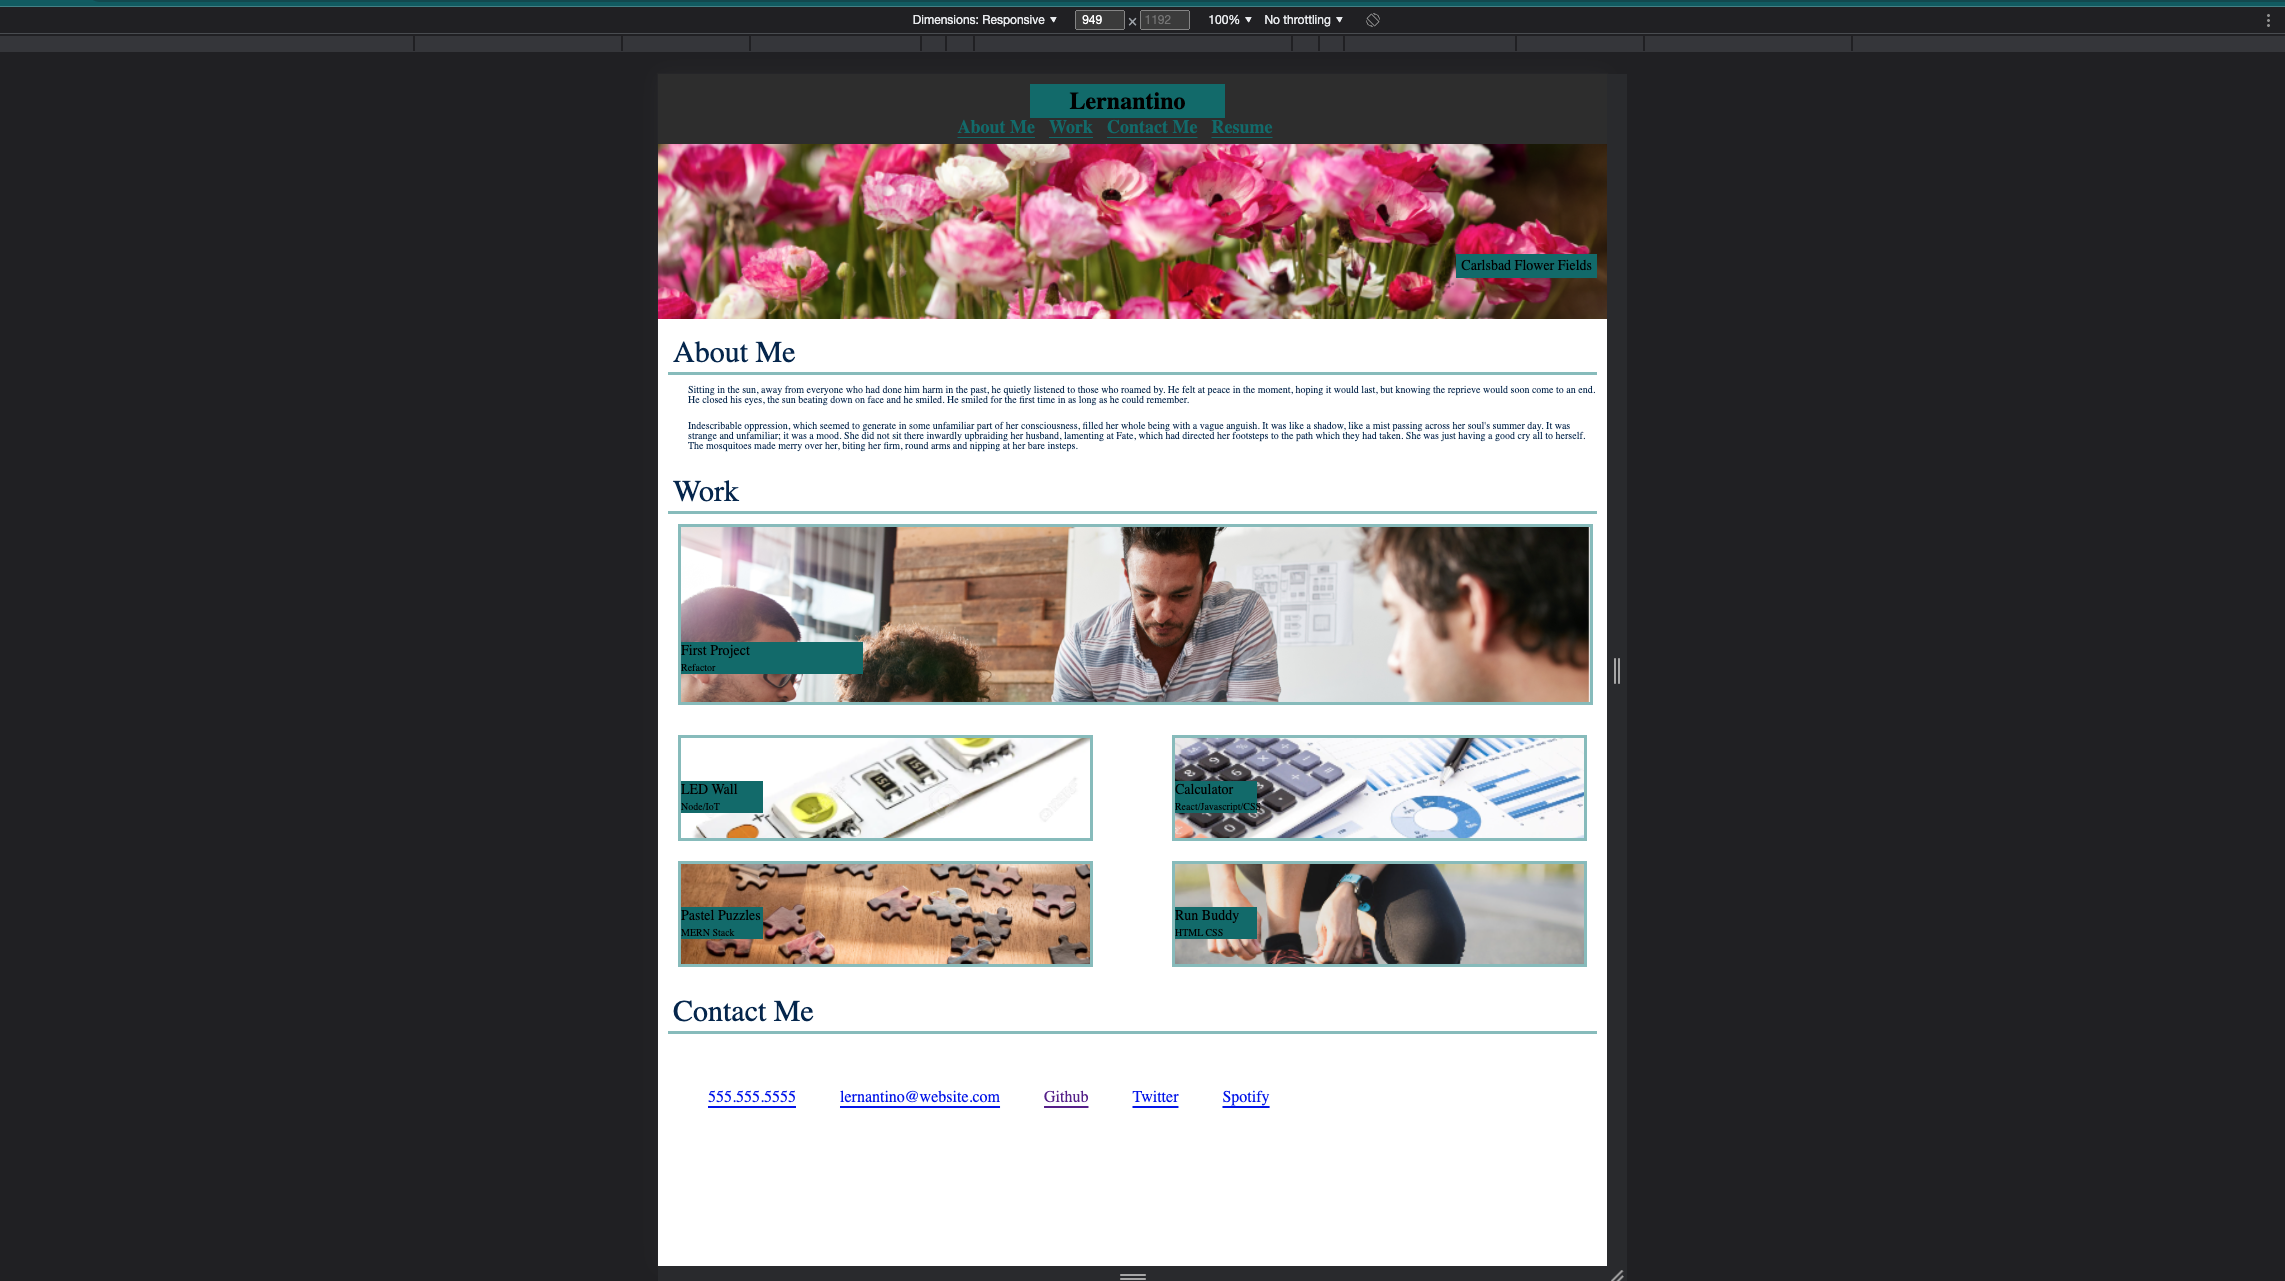 Dimensions: Responsive ▼ 949 × 1192 100% ▼ No throttling ▼
Lernantino
About Me Work Contact Me Resume
Carlsbad Flower Fields
About Me
Sitting in the sun, away from everyone who had done him harm in the past, he quietly listened to those who roamed by. He felt at peace in the moment, hoping it would last, but knowing the reprieve would soon come to an end.
He closed his eyes, the sun beating down on face and he smiled. He smiled for the first time in as long as he could remember.
Indescribable oppression, which seemed to generate in some unfamiliar part of her consciousness, filled her whole being with a vague anguish. It was like a shadow, like a mist passing across her soul's summer day. It was
strange and unfamiliar; it was a mood. She did not sit there inwardly upbraiding her husband, lamenting at Fate, which had directed her footsteps to the path which they had taken. She was just having a good cry all to herself.
The mosquitoes made merry over her, biting her firm, round arms and nipping at her bare insteps.
Work
First Project
Refactor
LED Wall
Node/IoT
151
151
Calculator
React/Javascript/CSS
8 9 6
0
Pastel Puzzles
MERN Stack
Run Buddy
HTML CSS
Contact Me
555.555.5555 lernantino@website.com Github Twitter Spotify